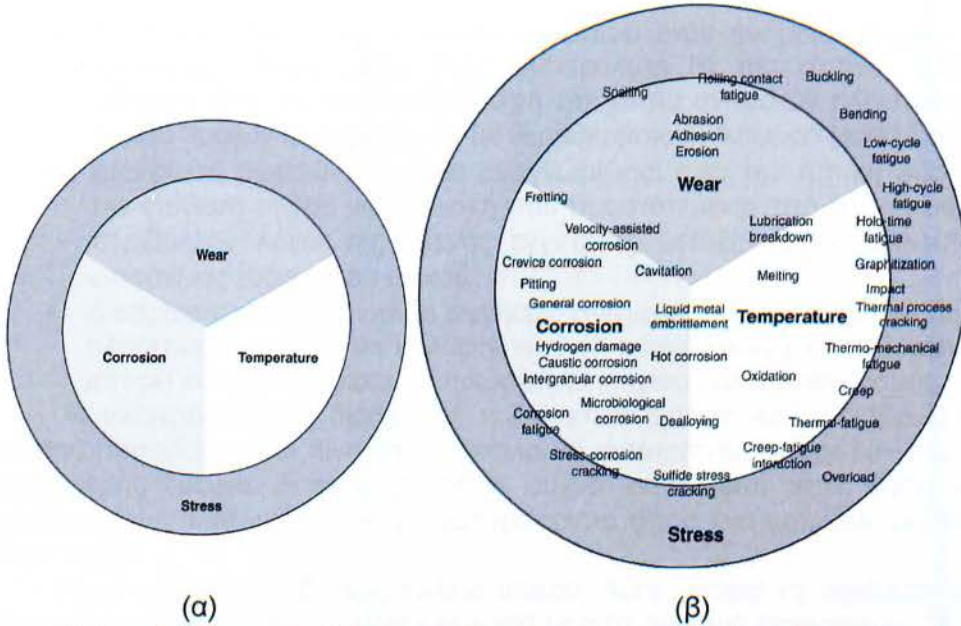 Wear
Corrosion
Temperature
Stress
(α)
Buckling
Rolling contact
fatigue
Spalling
Bending
Abrasion
Adhesion
Erosion
Low-cycle
fatigue
Wear
High-cycle
fatigue
Fretting
Lubrication
breakdown
Hold-time
fatigue
Velocity-assisted
corrosion
Crevice corrosion
Cavitation
Melting
Graphitization
Pitting
Impact
General corrosion
Liquid metal
embrittlement
Thermal process
cracking
Corrosion
Temperature
Hydrogen damage
Caustic corrosion
Intergranular corrosion
Hot corrosion
Thermo-mechanical
fatigue
Oxidation
Creep
Microbiological
corrosion
Corrosion
fatigue
Dealloying
Thermal-fatigue
Creep-fatigue
interaction
Stress-corrosion
cracking
Sulfide stress
cracking
Overload
Stress
(β)